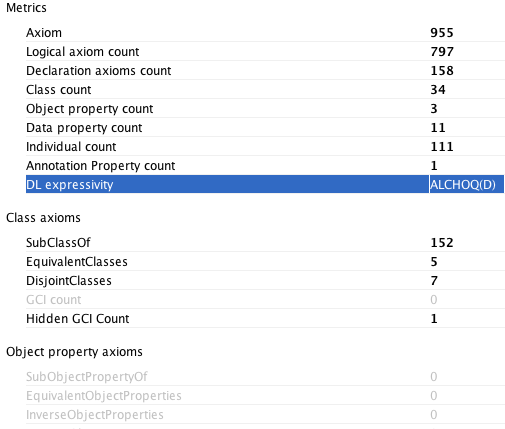 Metrics
Axiom 955
Logical axiom count 797
Declaration axioms count 158
Class count 34
Object property count 3
Data property count 11
Individual count 111
Annotation Property count 1
DL expressivity ALCHOQ(D)
Class axioms
SubClassOf 152
EquivalentClasses 5
DisjointClasses 7
GCI count 0
Hidden GCI Count 1
Object property axioms
SubObjectPropertyOf 0
EquivalentObjectProperties 0
InverseObjectProperties 0